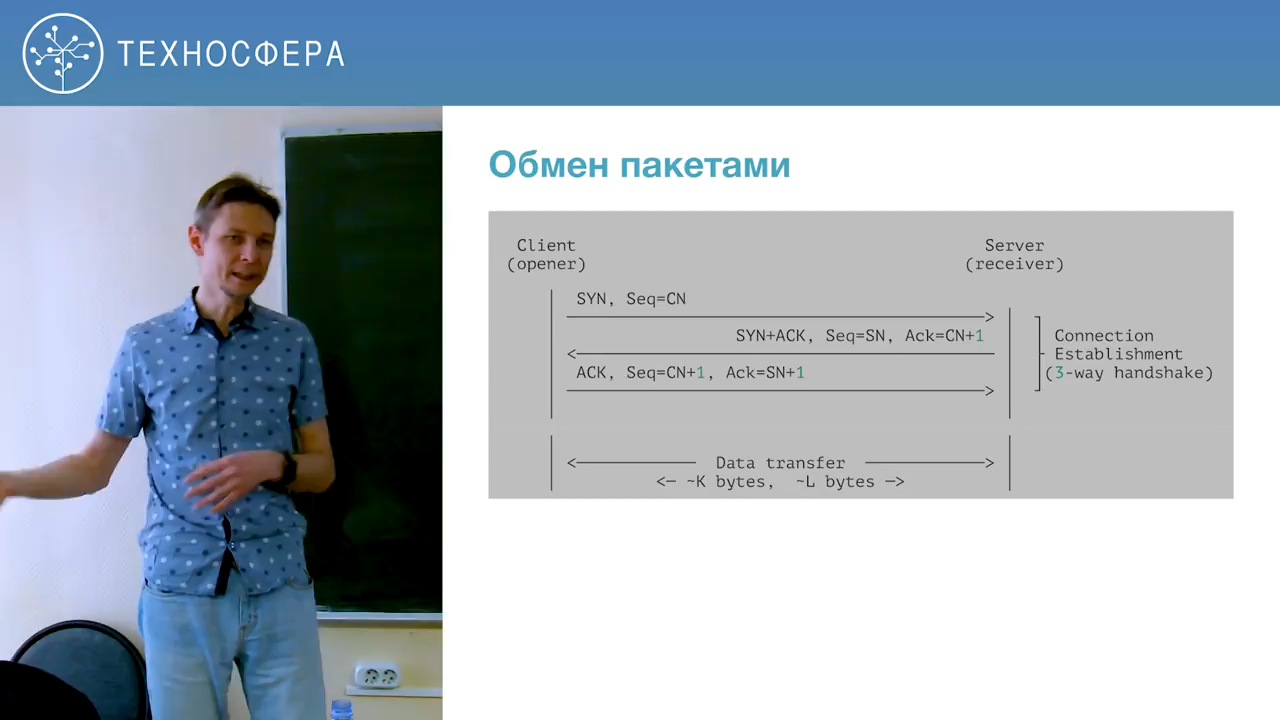 ТЕХНОСФЕРА
Обмен пакетами
Client
(opener)
Server
(receiver)
SYN, Seq=CN
SYN+ACK, Seq=SN, Ack=CN+1
ACK, Seq=CN+1, Ack=SN+1
Connection
Establishment
(3-way handshake)
Data transfer
~K bytes, ~L bytes